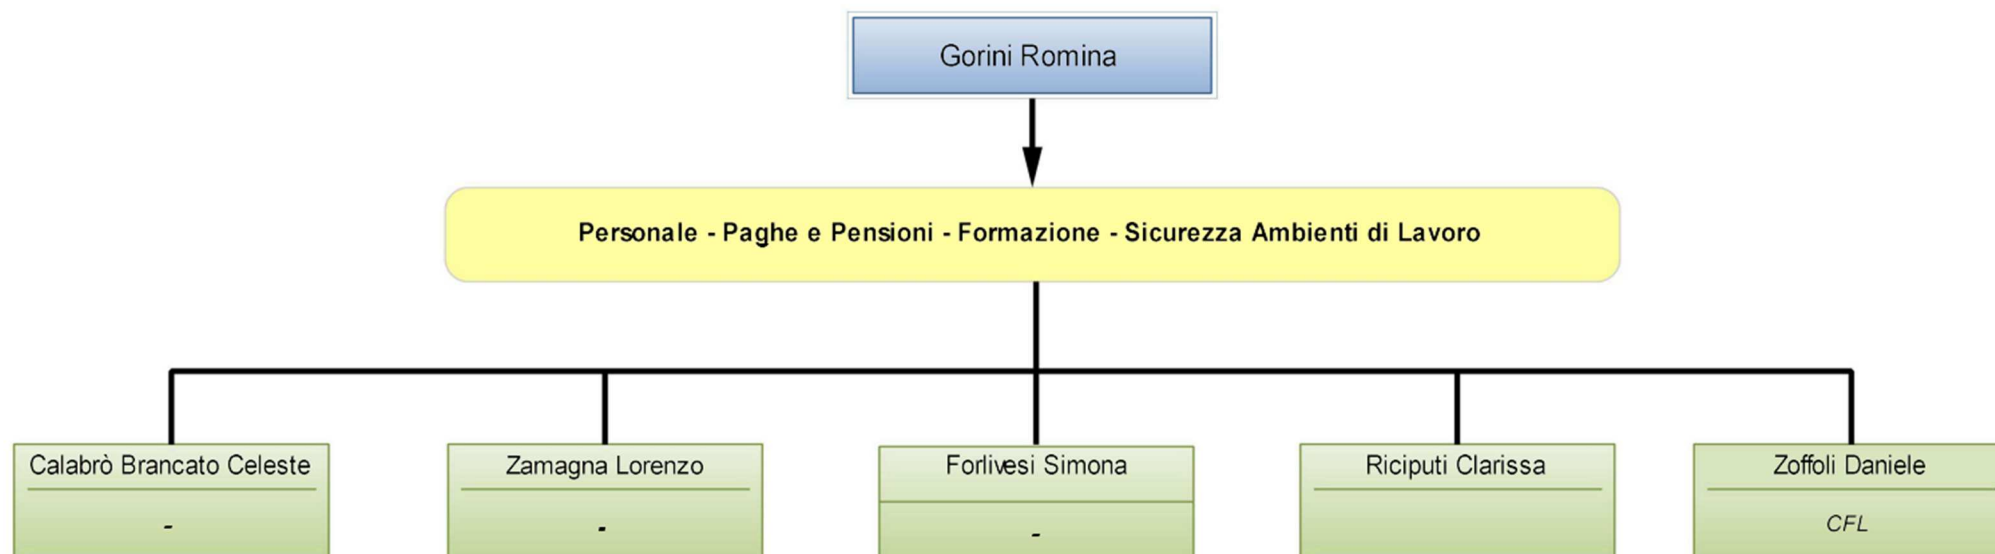 Gorini Romina
Personale - Paghe e Pensioni - Formazione - Sicurezza Ambienti di Lavoro
Calabrò Brancato Celeste
-
Zamagna Lorenzo
-
Forlivesi Simona
-
Riciputi Clarissa
Zoffoli Daniele
CFL